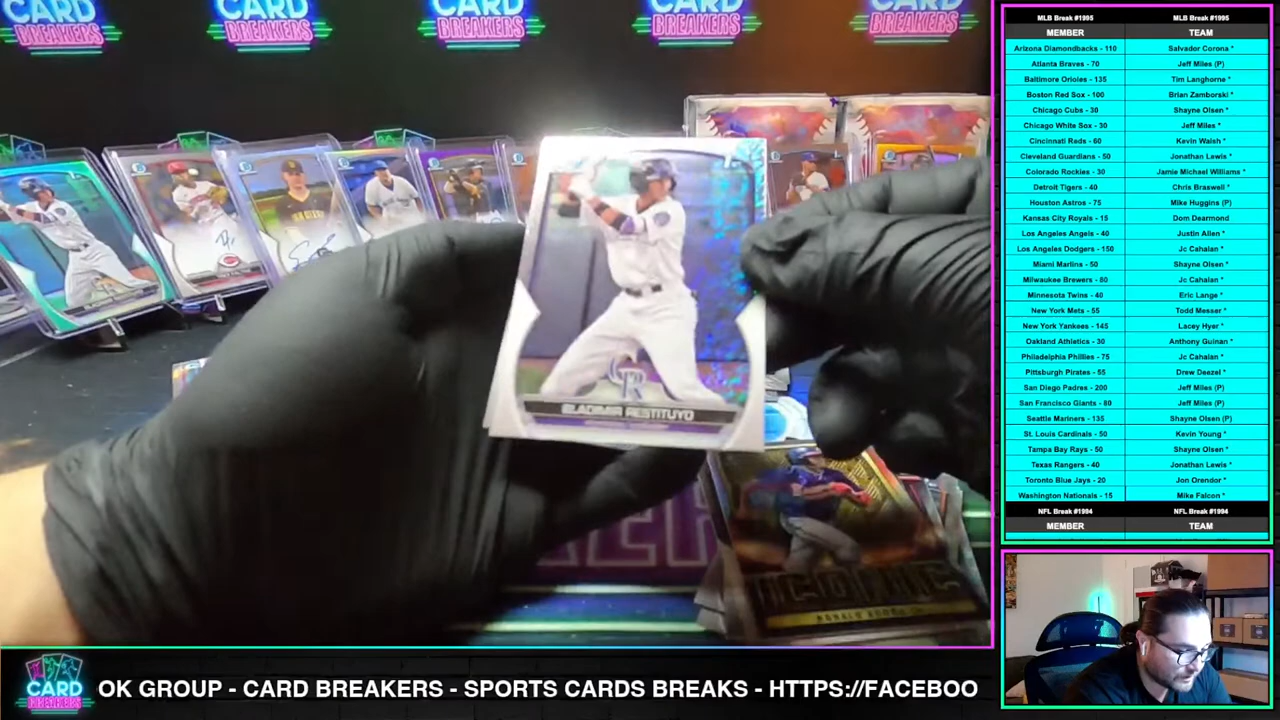 CARD
BREAKERS
CARD
BREAKERS
CARD
BREAKERS
CARD
BREAKERS
CARD
BREAKERS
CR
BLADIMIR RESTITUYO
ICONIC
MLB Break #1995 MLB Break #1995
MEMBER TEAM
Arizona Diamondbacks - 110 Salvador Corona *
Atlanta Braves - 70 Jeff Miles (P)
Baltimore Orioles - 135 Tim Langhorne *
Boston Red Sox - 100 Brian Zamborski *
Chicago Cubs - 30 Shayne Olsen *
Chicago White Sox - 30 Jeff Miles *
Cincinnati Reds - 60 Kevin Walsh *
Cleveland Guardians - 50 Jonathan Lewis *
Colorado Rockies - 30 Jamie Michael Williams *
Detroit Tigers - 40 Chris Braswell *
Houston Astros - 75 Mike Huggins (P)
Kansas City Royals - 15 Dom Dearmond
Los Angeles Angels - 40 Justin Allen *
Los Angeles Dodgers - 150 Jc Cahalan *
Miami Marlins - 50 Shayne Olsen *
Milwaukee Brewers - 80 Jc Cahalan *
Minnesota Twins - 40 Eric Lange *
New York Mets - 55 Todd Messer *
New York Yankees - 145 Lacey Hyer *
Oakland Athletics - 30 Anthony Guinan *
Philadelphia Phillies - 75 Jc Cahalan *
Pittsburgh Pirates - 55 Drew Deezel *
San Diego Padres - 200 Jeff Miles (P)
San Francisco Giants - 80 Jeff Miles (P)
Seattle Mariners - 135 Shayne Olsen (P)
St. Louis Cardinals - 50 Kevin Young *
Tampa Bay Rays - 50 Shayne Olsen *
Texas Rangers - 40 Jonathan Lewis *
Toronto Blue Jays - 20 Jon Orendor *
Washington Nationals - 15 Mike Falcon *
NFL Break #1994 NFL Break #1994
MEMBER TEAM
CARD
BREAKERS
OK GROUP - CARD BREAKERS - SPORTS CARDS BREAKS - HTTPS://FACEBOO